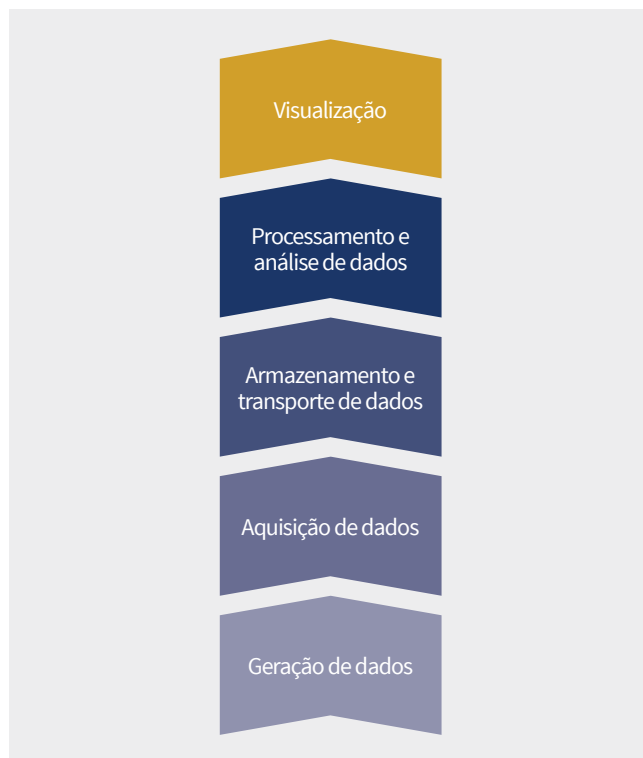 Visualização
Processamento e
análise de dados
Armazenamento e
transporte de dados
Aquisição de dados
Geração de dados